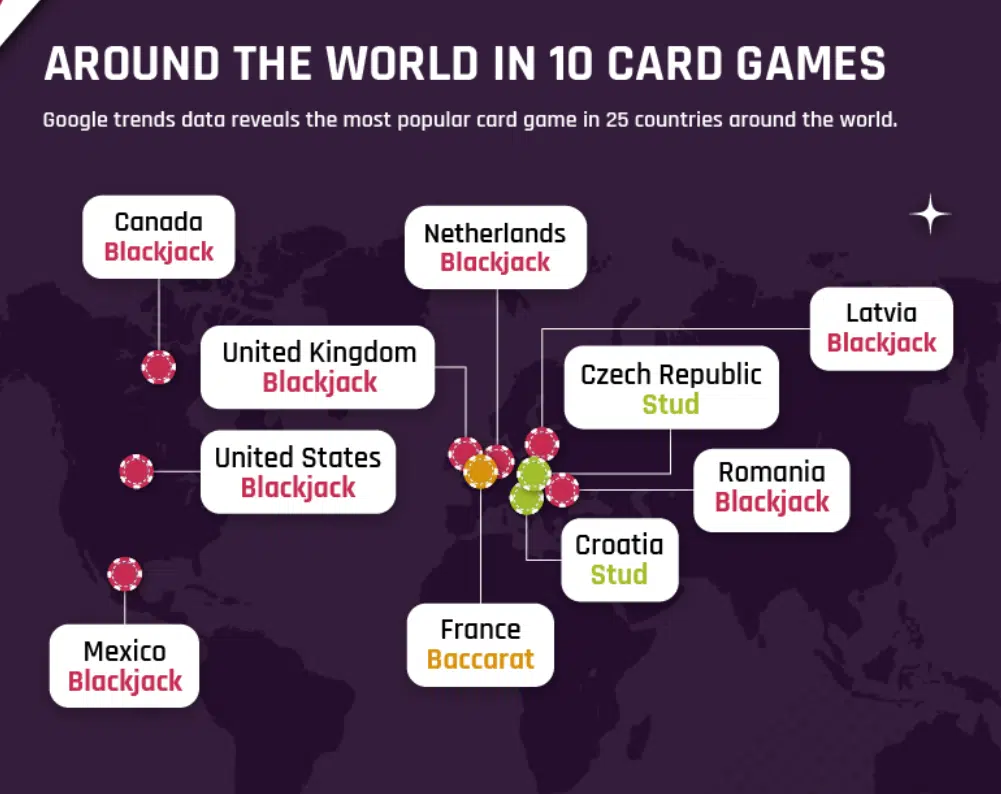 AROUND THE WORLD IN 10 CARD GAMES
Google trends data reveals the most popular card game in 25 countries around the world.
Canada
Blackjack
Netherlands
Blackjack
Latvia
Blackjack
United Kingdom
Blackjack
Czech Republic
Stud
United States
Blackjack
Romania
Blackjack
Croatia
Stud
France
Baccarat
Mexico
Blackjack